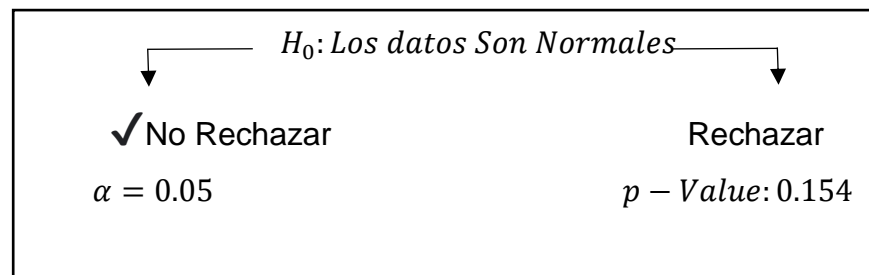 H₀: Los datos Son Normales
✓No Rechazar Rechazar
α = 0.05 p − Value: 0.154